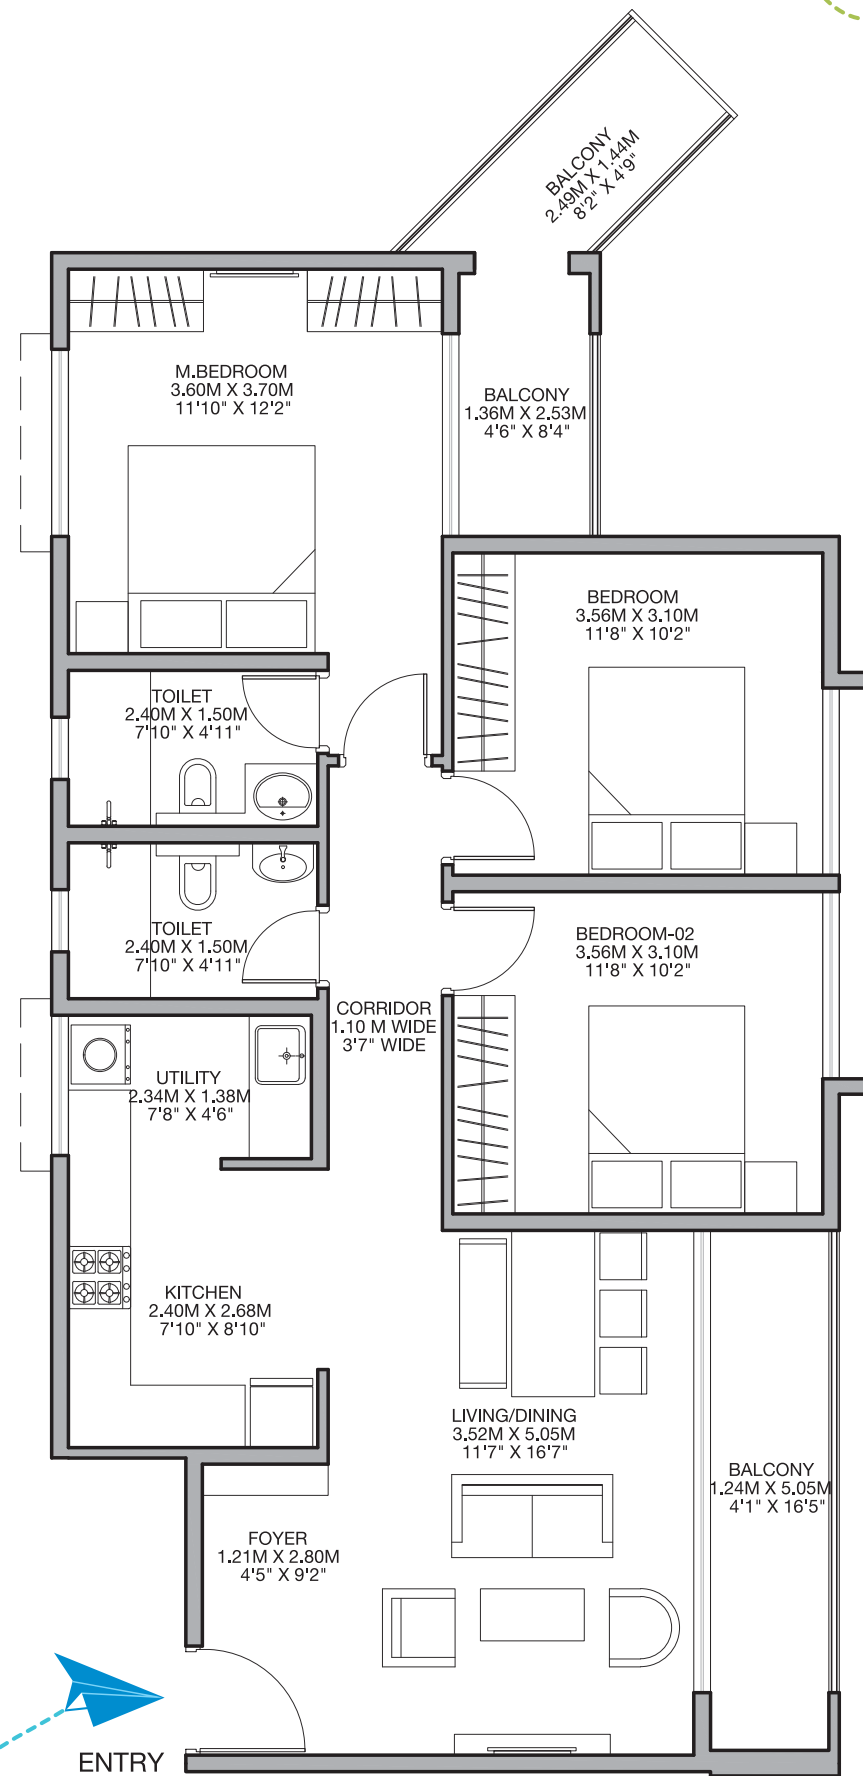 BALCONY
2.49M X 1.44M
8'2" X 4'9"
M.BEDROOM
3.60M X 3.70M
11'10" X 12'2"
BALCONY
1.36M X 2.53M
4'6" X 8'4"
BEDROOM
3.56M X 3.10M
11'8" X 10'2"
TOILET
2.40M X 1.50M
7'10" X 4'11"
TOILET
2.40M X 1.50M
7'10" X 4'11"
BEDROOM-02
3.56M X 3.10M
11'8" X 10'2"
CORRIDOR
1.10 M WIDE
3'7" WIDE
UTILITY
2.34M X 1.38M
7'8" X 4'6"
KITCHEN
2.40M X 2.68M
7'10" X 8'10"
LIVING/DINING
3.52M X 5.05M
11'7" X 16'7"
BALCONY
1.24M X 5.05M
4'1" X 16'5"
FOYER
1.21M X 2.80M
4'5" X 9'2"
ENTRY